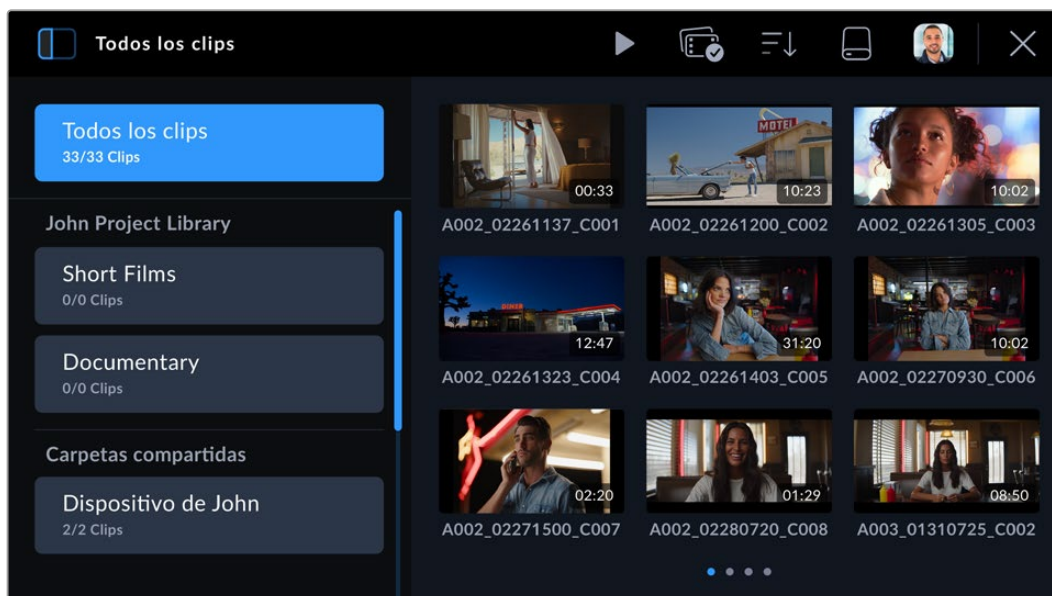 Todos los clips
Todos los clips
33/33 Clips
John Project Library
Short Films
0/0 Clips
Documentary
0/0 Clips
Carpetas compartidas
Dispositivo de John
2/2 Clips
MOTEL
00:33 10:23 10:02
A002_02261137_C001 A002_02261200_C002 A002_02261305_C003
DINER
12:47 31:20 10:02
A002_02261323_C004 A002_02261403_C005 A002_02270930_C006
02:20 01:29 08:50
A002_02271500_C007 A002_02280720_C008 A003_01310725_C002